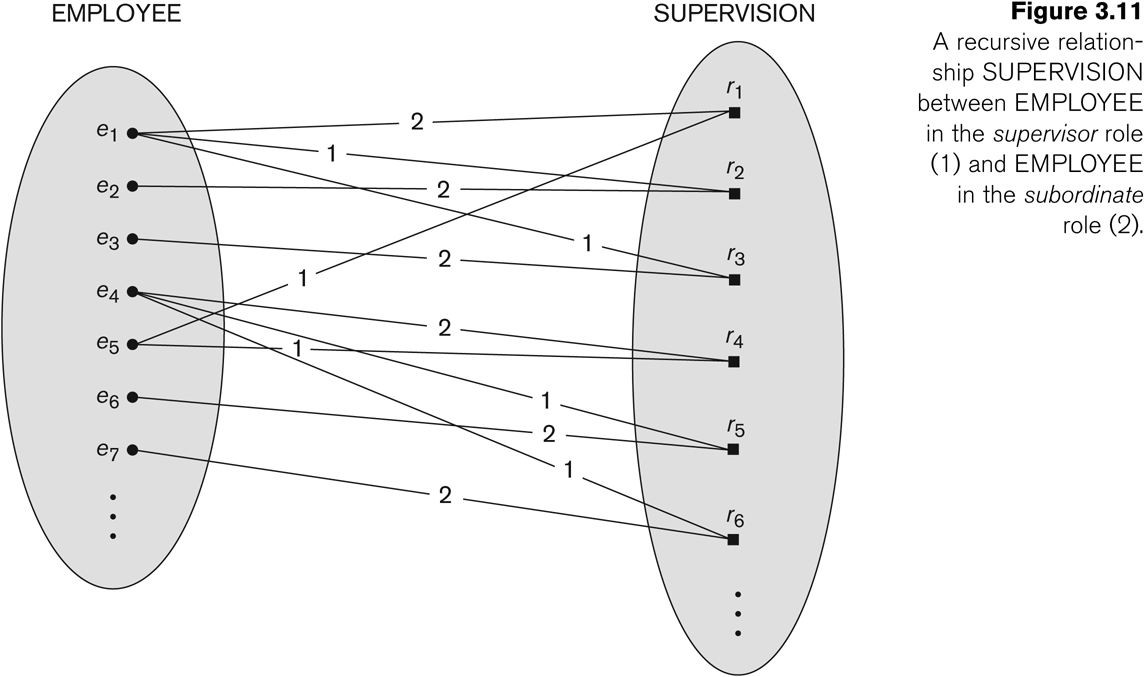 EMPLOYEE
SUPERVISION
Figure 3.11
A recursive relation-
ship SUPERVISION
between EMPLOYEE
in the supervisor role
(1) and EMPLOYEE
in the subordinate
role (2).
e1
e2
e3
e4
e5
e6
e7
2
1
2
1
2
1
2
1
1
2
1
2
r1
r2
r3
r4
r5
r6